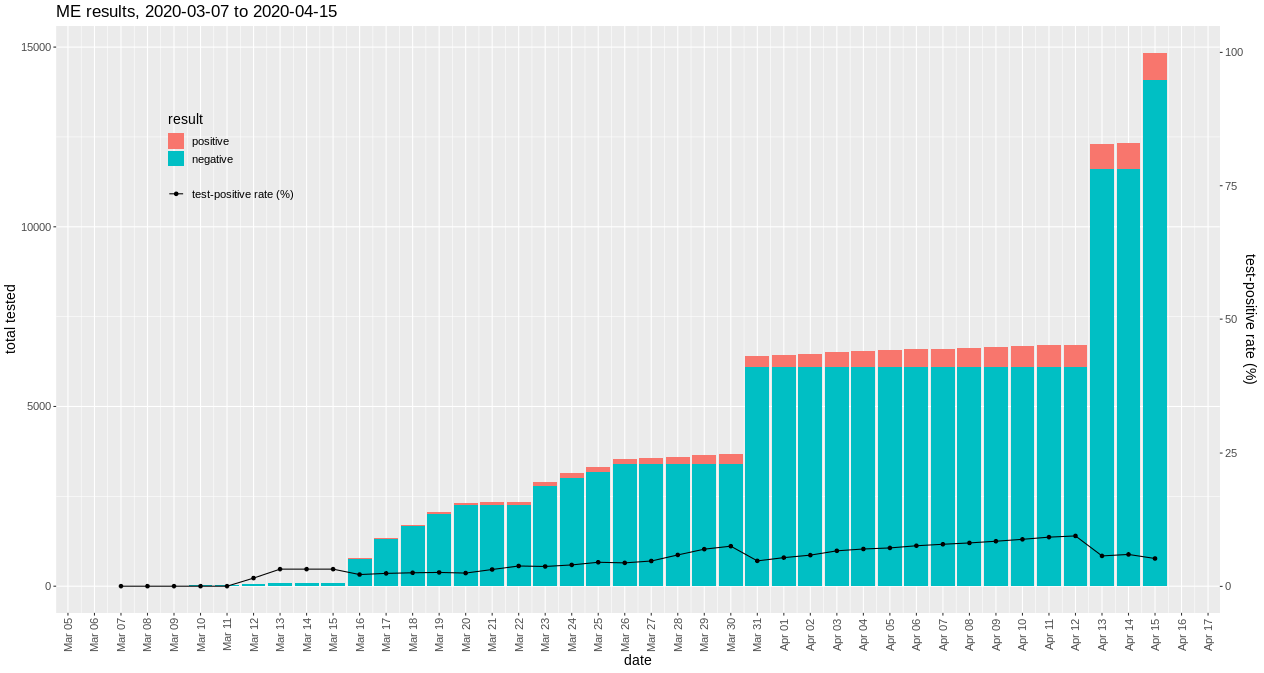 ME results, 2020-03-07 to 2020-04-15
15000
10000
5000
0
total tested
result
positive
negative
test-positive rate (%)
100
75
50
25
0
test-positive rate (%)
Mar 05
Mar 06
Mar 07
Mar 08
Mar 09
Mar 10
Mar 11
Mar 12
Mar 13
Mar 14
Mar 15
Mar 16
Mar 17
Mar 18
Mar 19
Mar 20
Mar 21
Mar 22
Mar 23
Mar 24
Mar 25
Mar 26
Mar 27
Mar 28
Mar 29
Mar 30
Mar 31
Apr 01
Apr 02
Apr 03
Apr 04
Apr 05
Apr 06
Apr 07
Apr 08
Apr 09
Apr 10
Apr 11
Apr 12
Apr 13
Apr 14
Apr 15
Apr 16
Apr 17
date